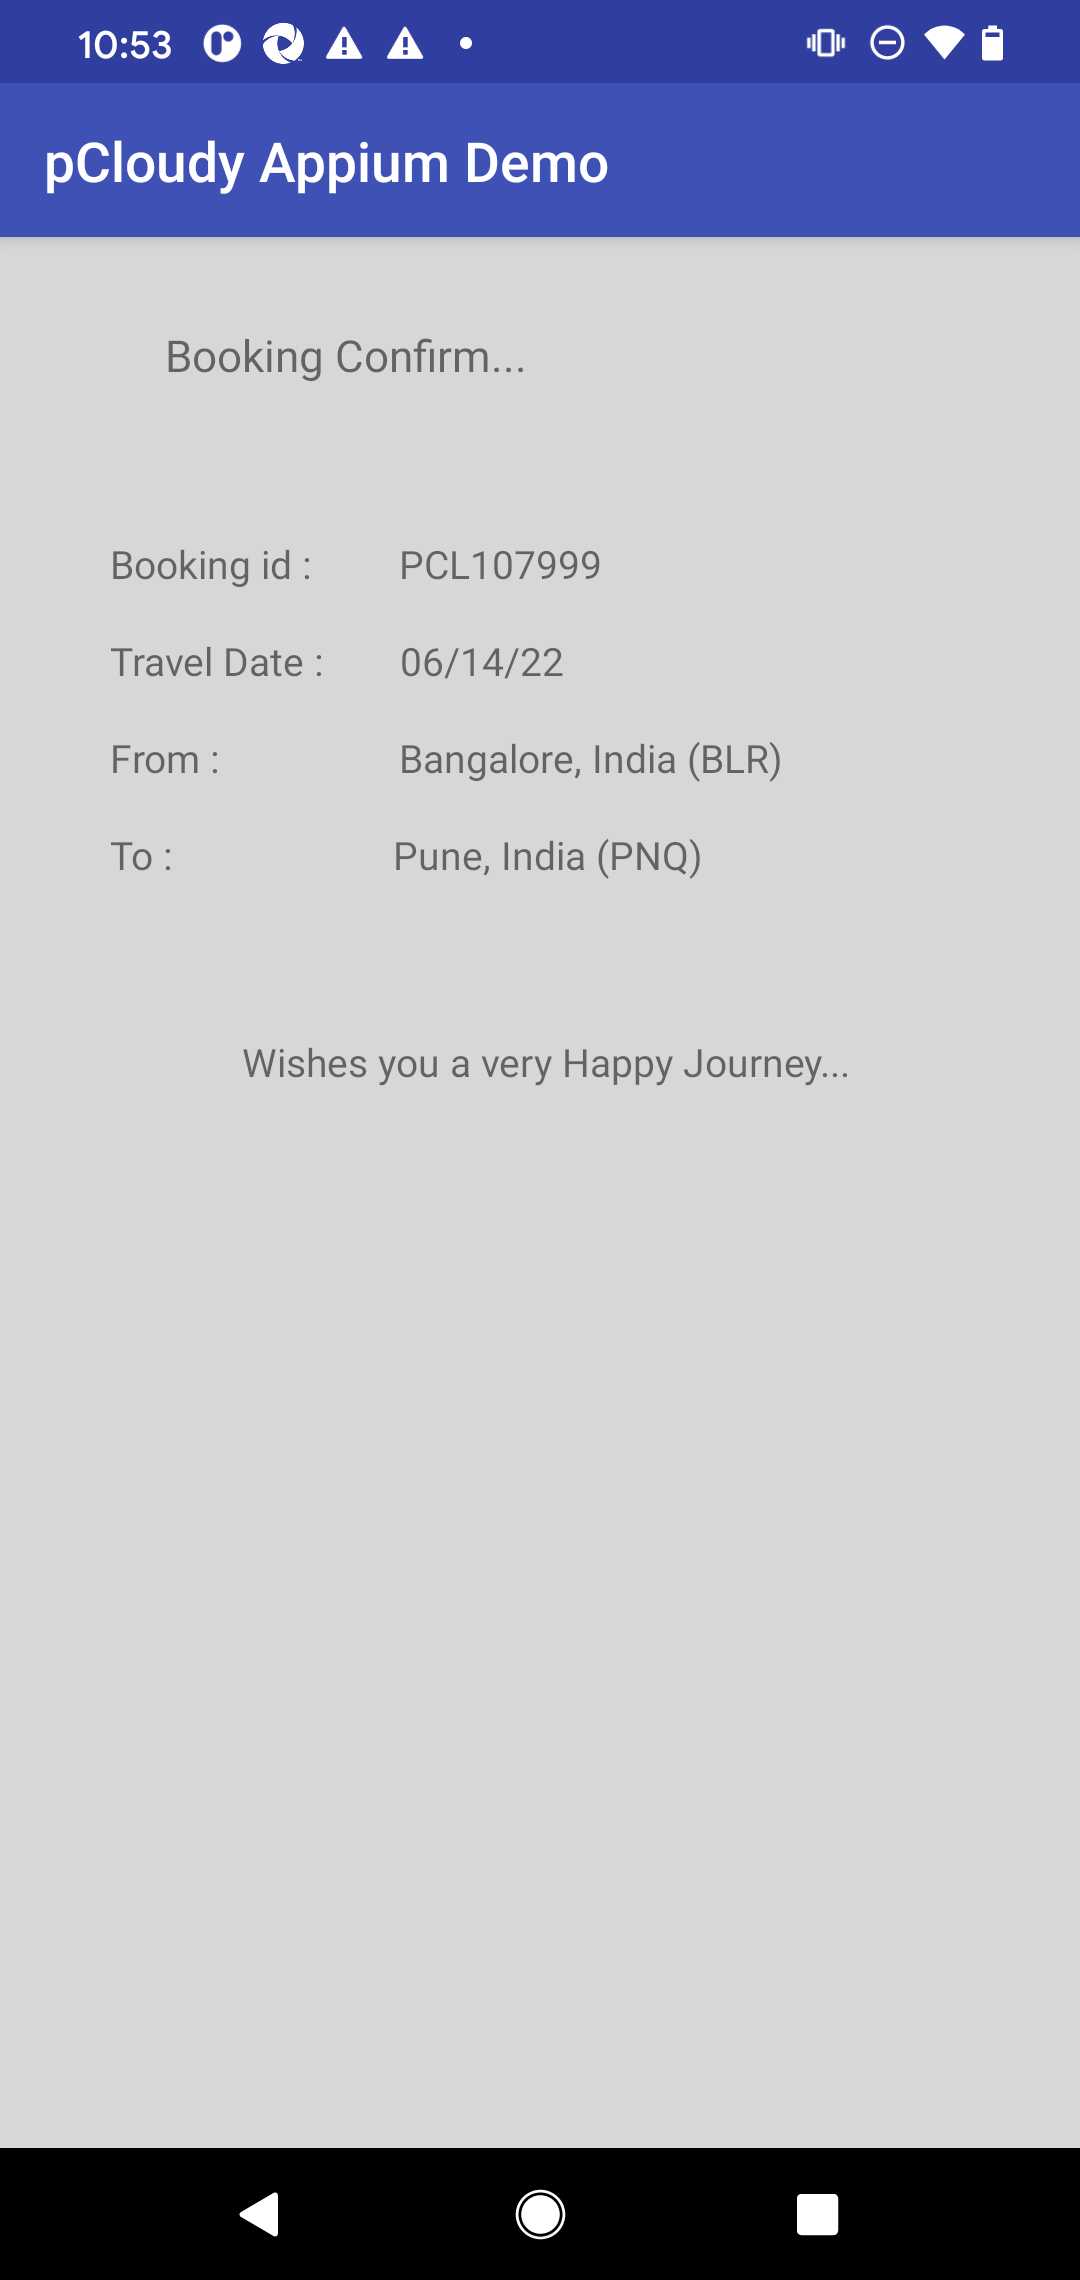 10:53
pCloudy Appium Demo
Booking Confirm...
Booking id : PCL107999
Travel Date : 06/14/22
From : Bangalore, India (BLR)
To : Pune, India (PNQ)
Wishes you a very Happy Journey...